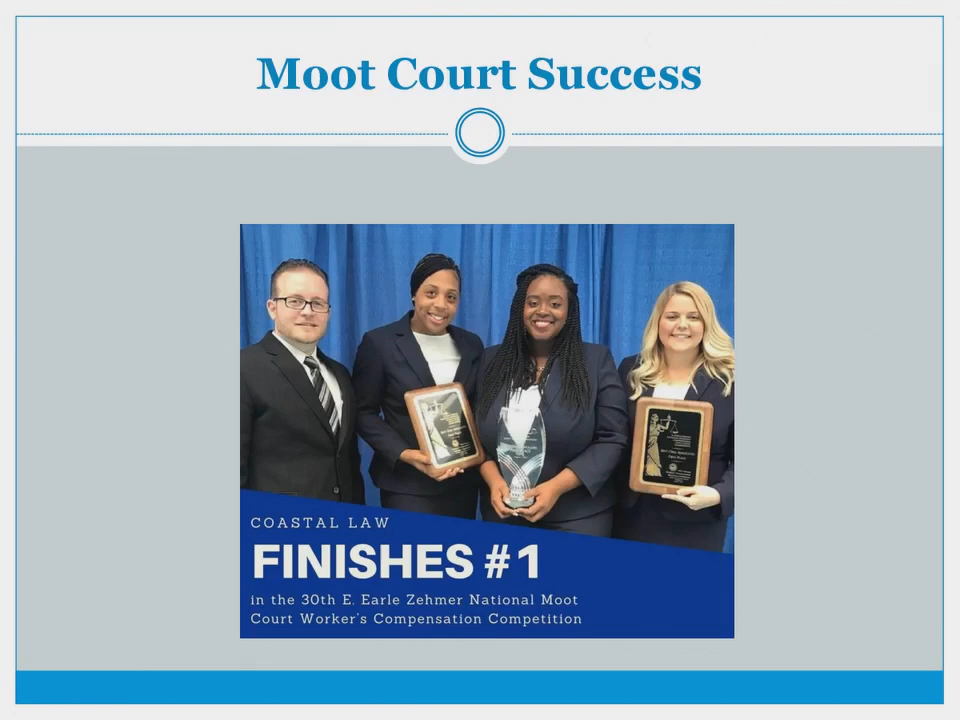 Moot Court Success
COASTAL LAW
FINISHES #1
in the 30th E. Earle Zehmer National Moot
Court Worker's Compensation Competition